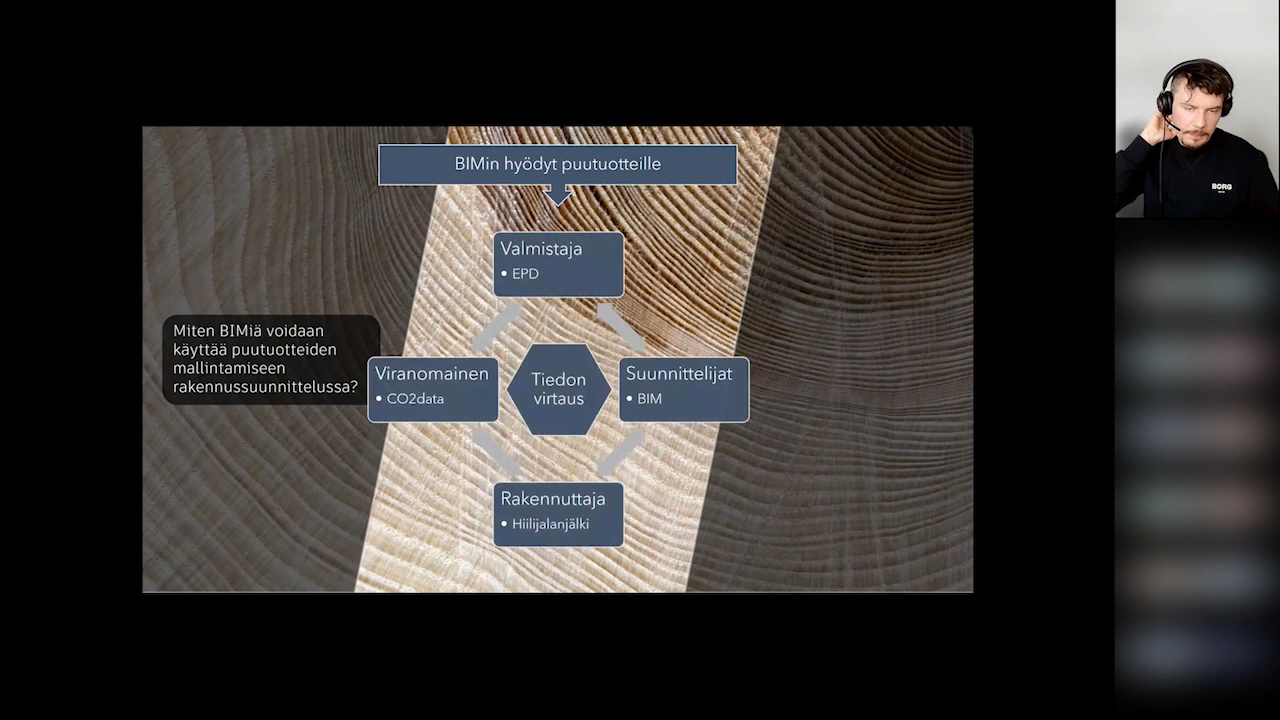 BIMin hyödyt puutuotteille
Valmistaja
• EPD
Miten BIMiä voidaan
käyttää puutuotteiden
mallintamiseen
rakennussuunnittelussa?
Viranomainen
• CO2data
Tiedon
virtaus
Suunnittelijat
• BIM
Rakennuttaja
• Hiilijalanjälki
BORG